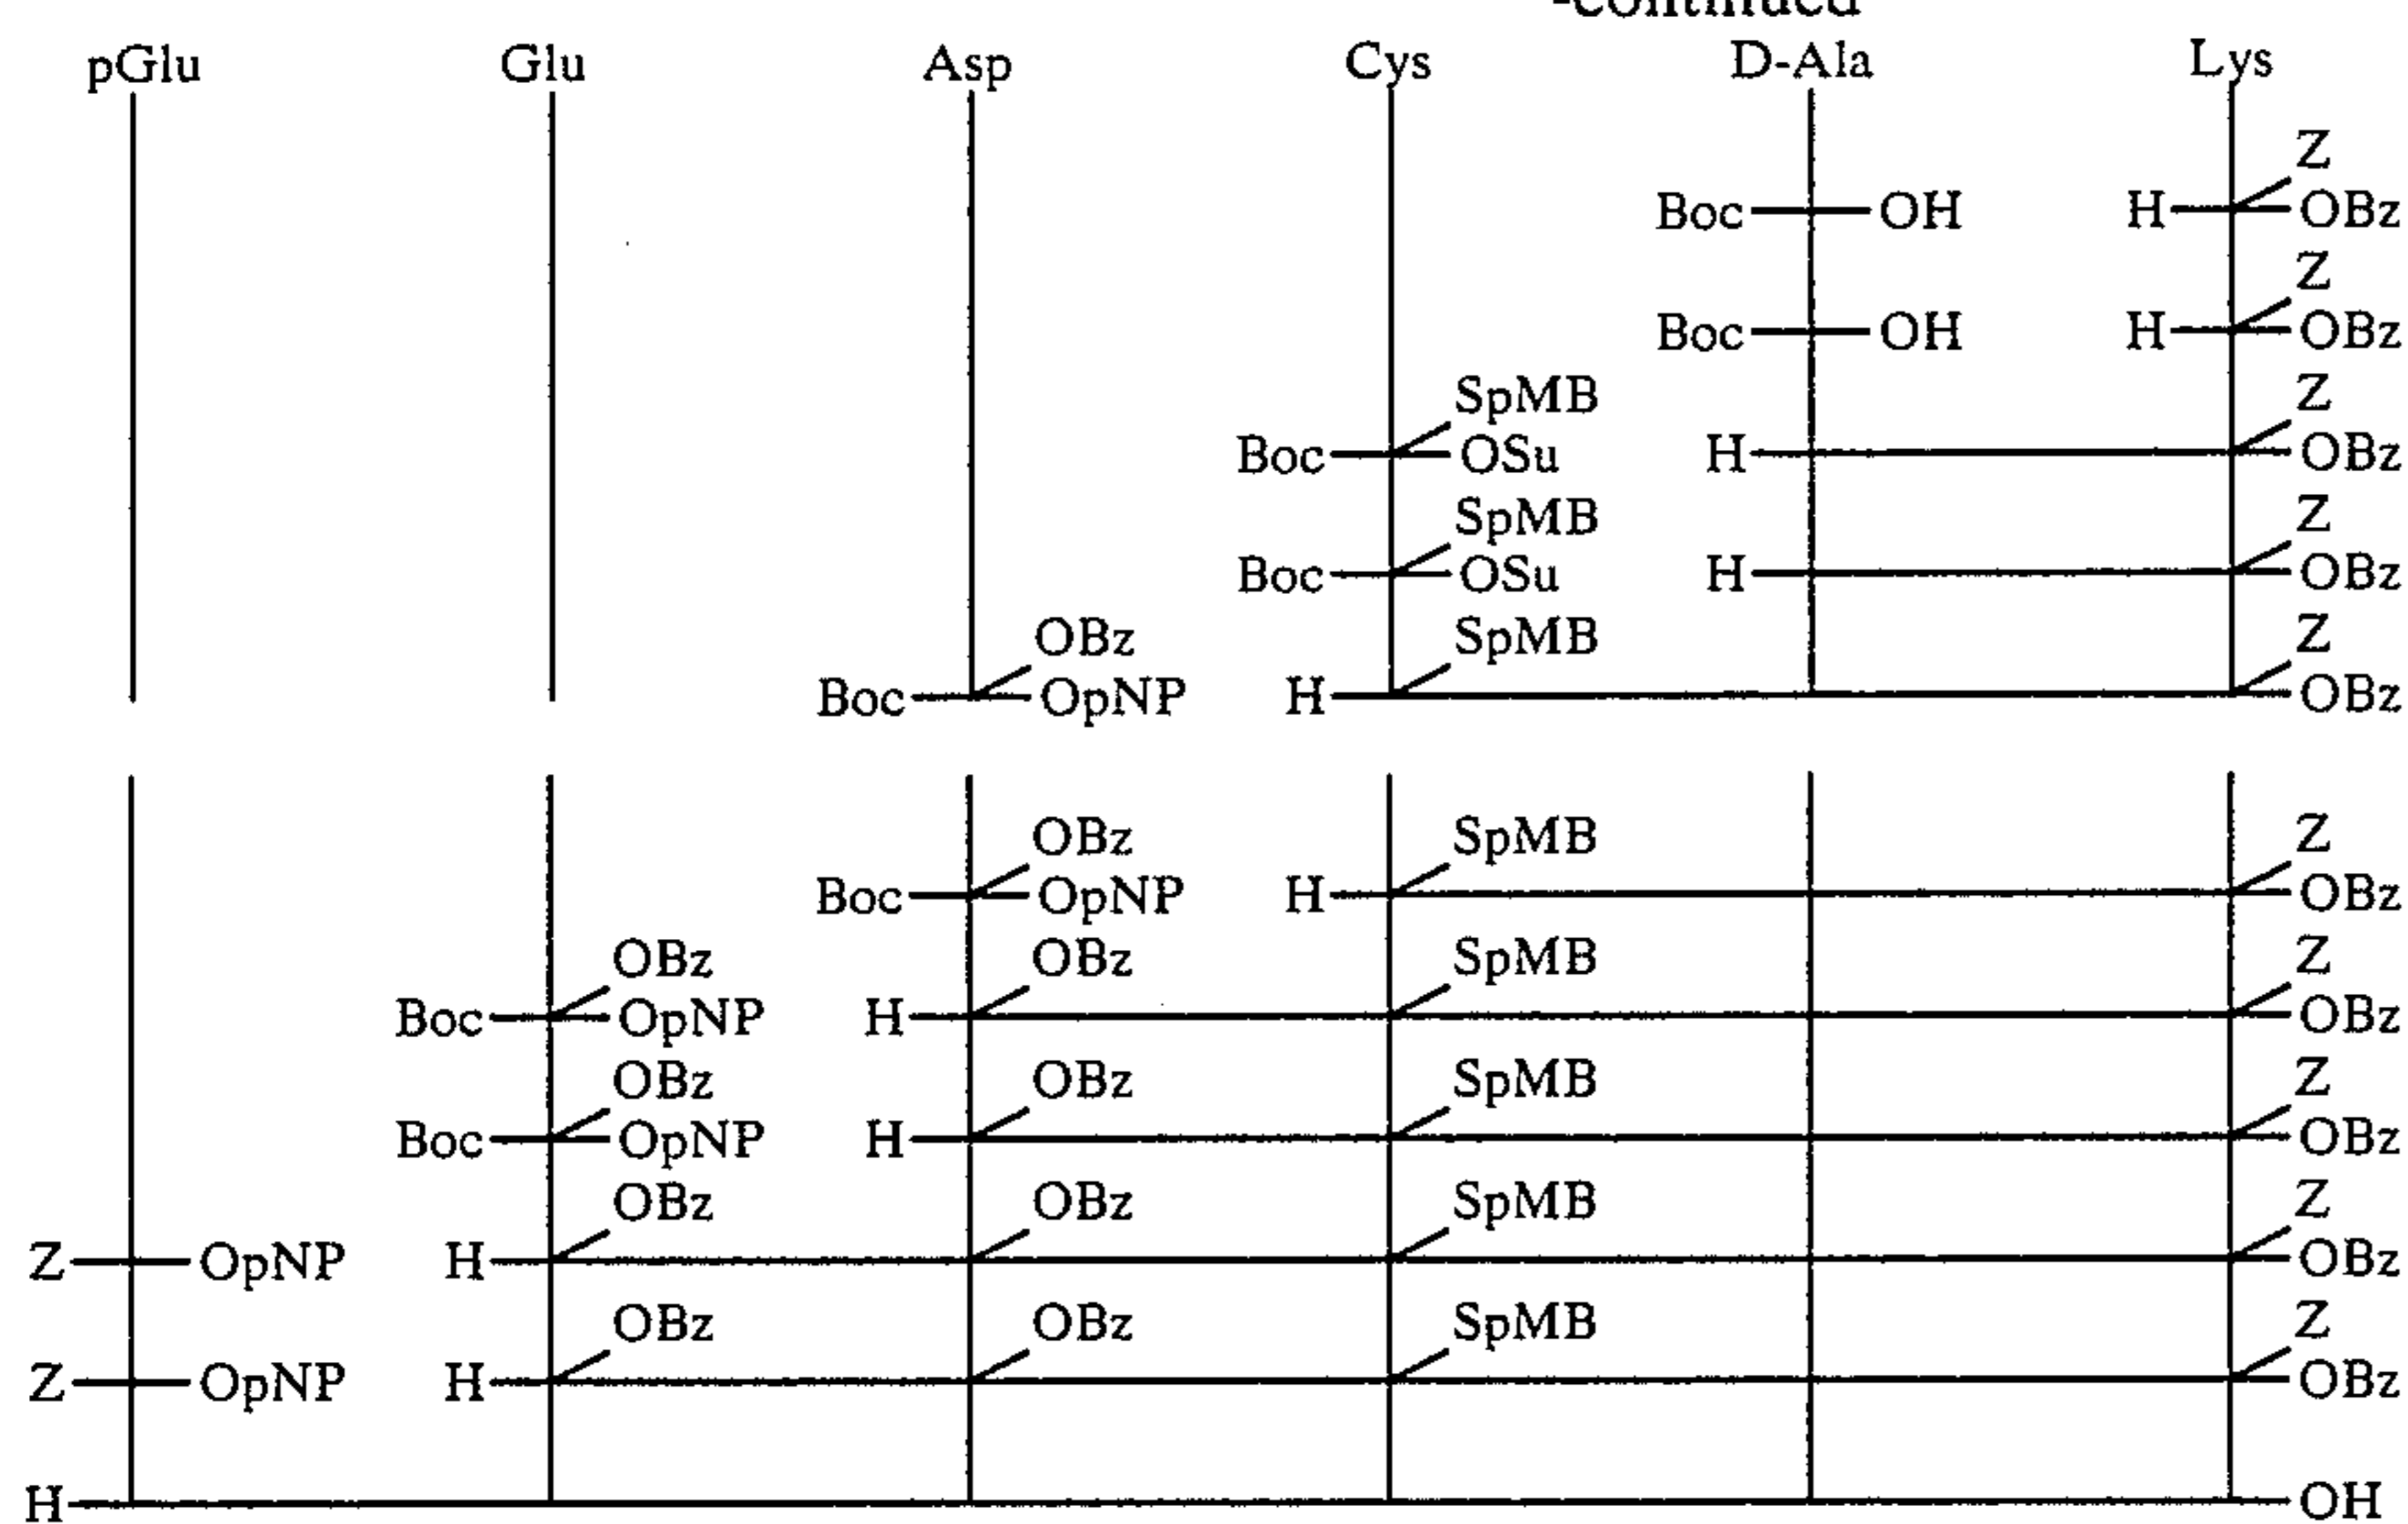 -continued
pGlu Glu Asp Cys D-Ala Lys
Z
Boc OH H OBz
Z
Boc OH H OBz
SpMB Z
Boc OSu H OBz
SpMB Z
Boc OSu H OBz
OBz SpMB Z
Boc OpNP H OBz
OBz SpMB Z
Boc OpNP H OBz
OBz OBz SpMB Z
Boc OpNP H OBz
OBz OBz SpMB Z
Boc OpNP H OBz
OBz OBz SpMB Z
Z OpNP H OBz
OBz OBz SpMB Z
Z OpNP H OBz
H OH